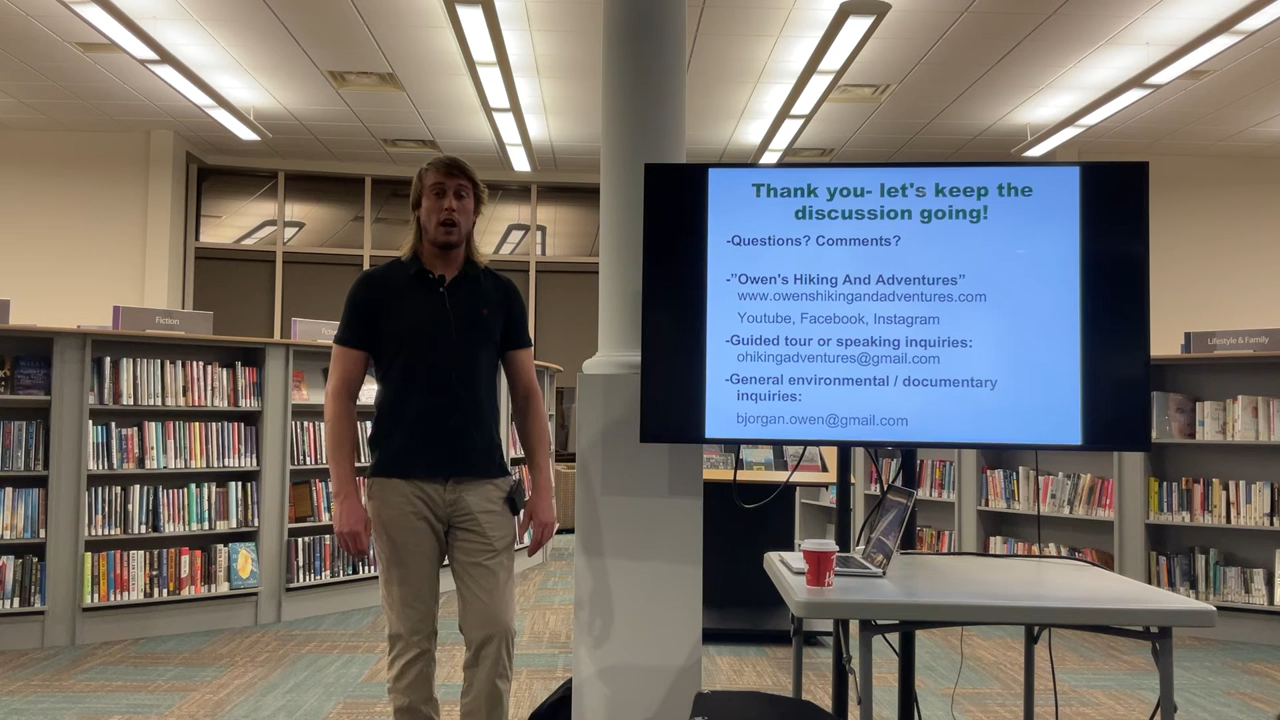 Thank you- let's keep the
discussion going!
-Questions? Comments?
-”Owen's Hiking And Adventures”
www.owenshikingandadventures.com
Youtube, Facebook, Instagram
-Guided tour or speaking inquiries:
ohikingadventures@gmail.com
-General environmental / documentary
inquiries:
bjorgan.owen@gmail.com
Fiction
Lifestyle & Family